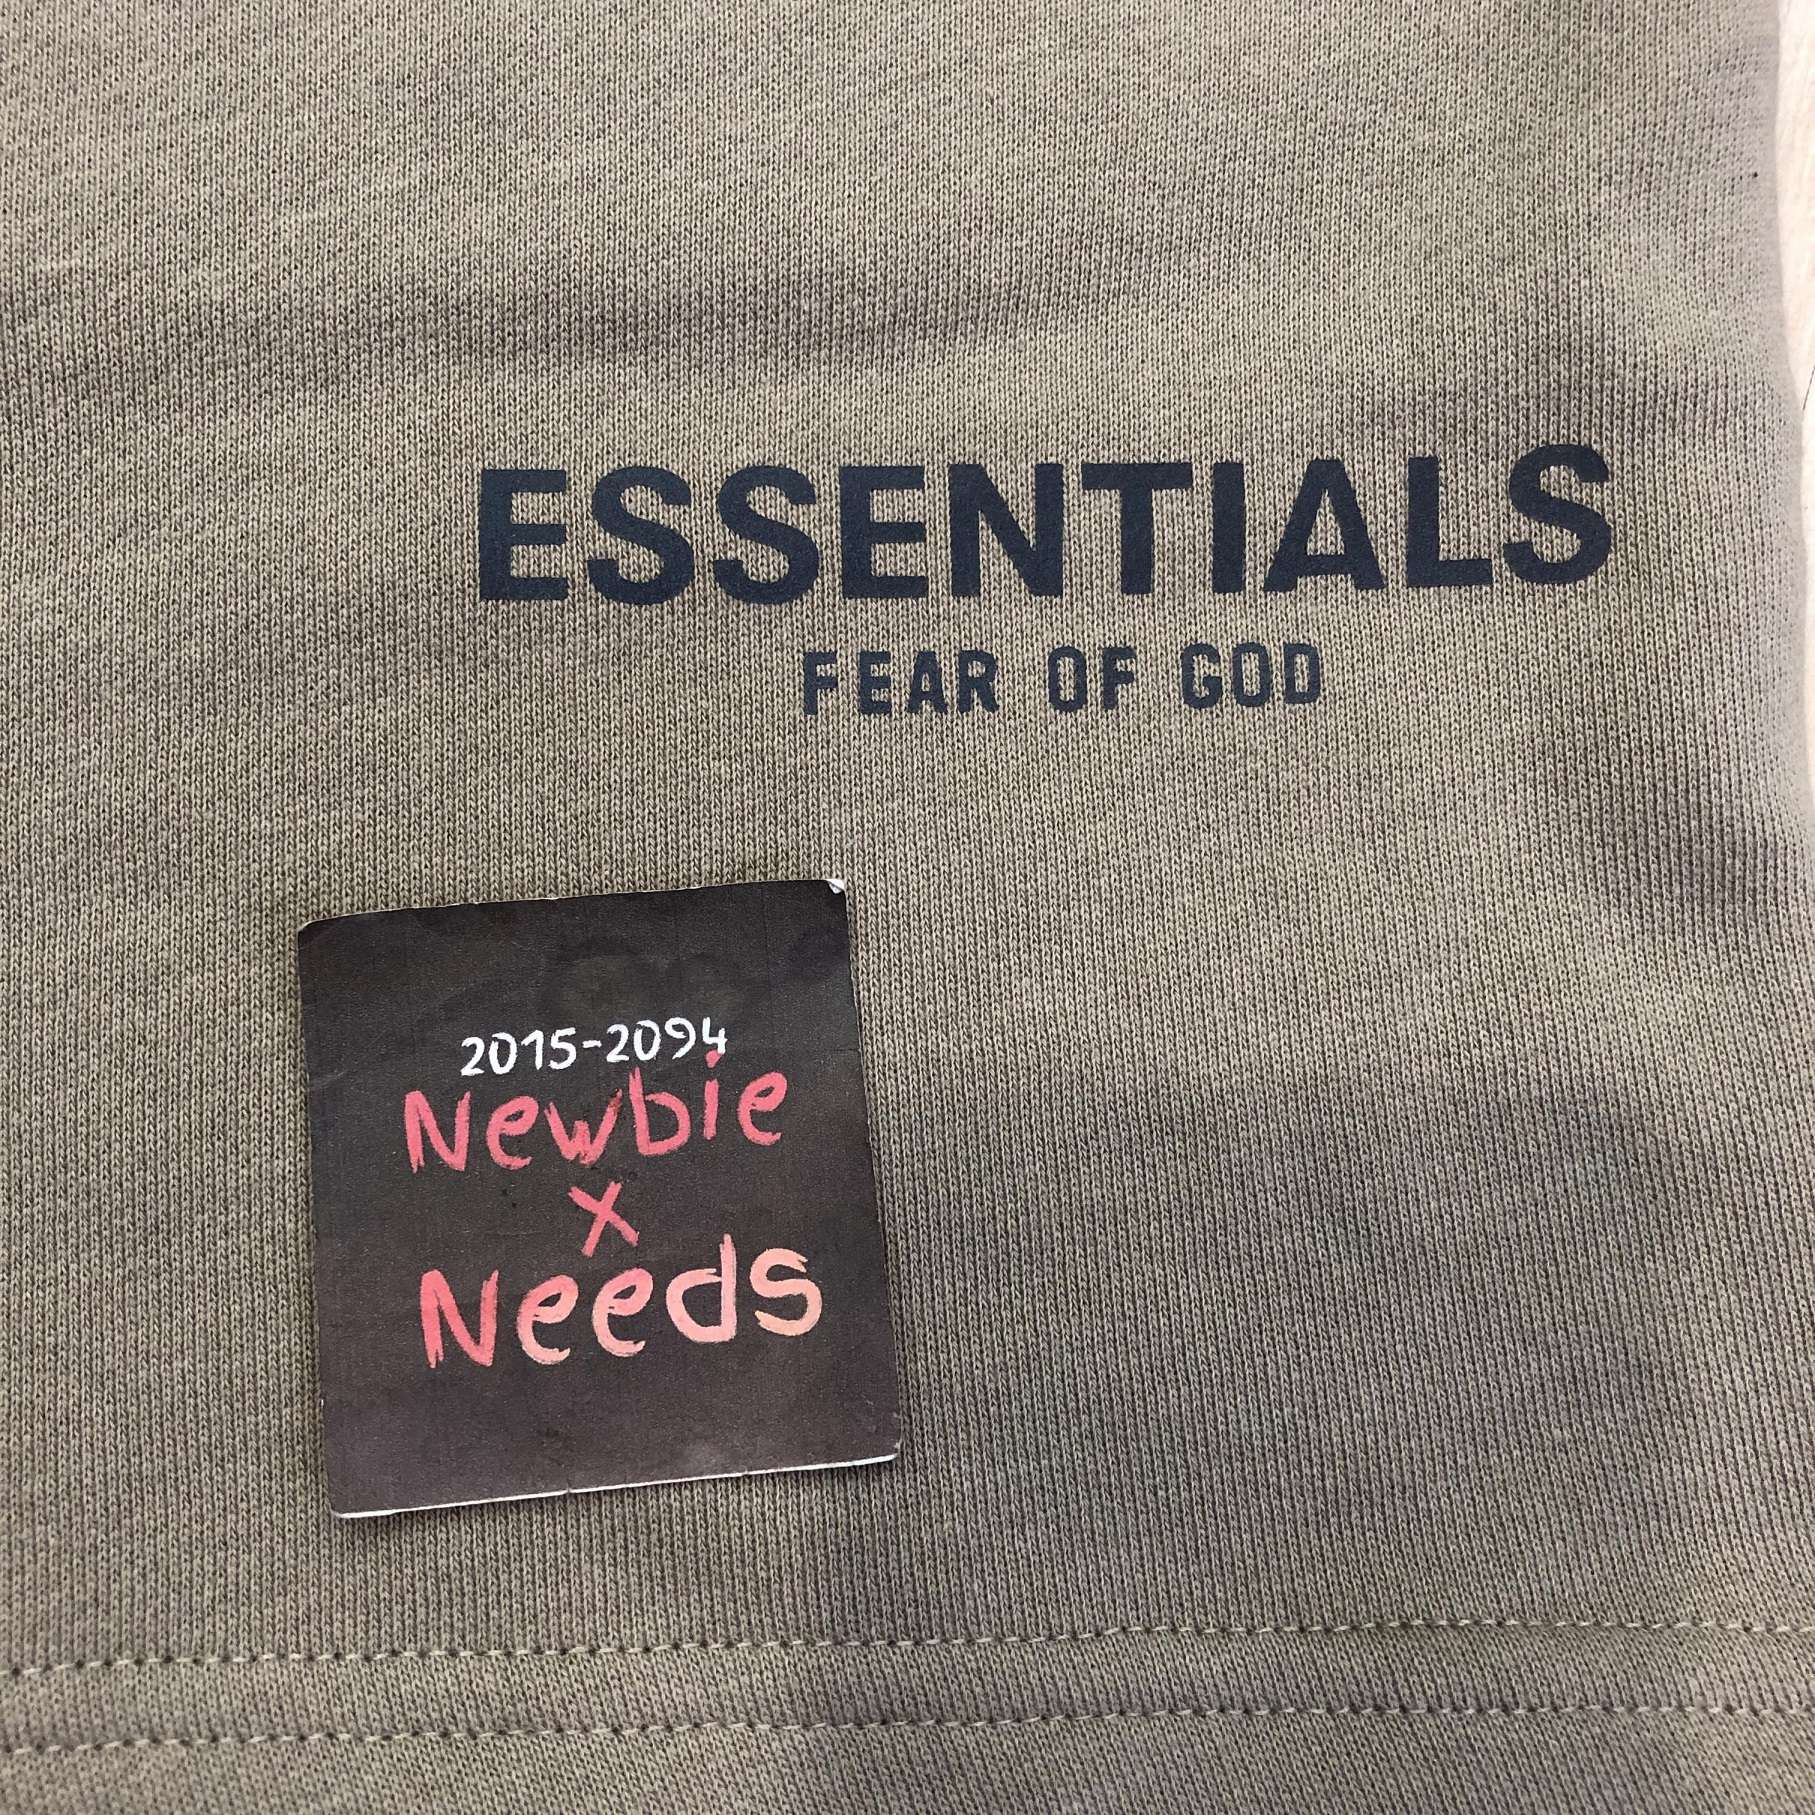 ESSENTIALS
FEAR OF GOD
2015-2094
Newbie
x
Needs